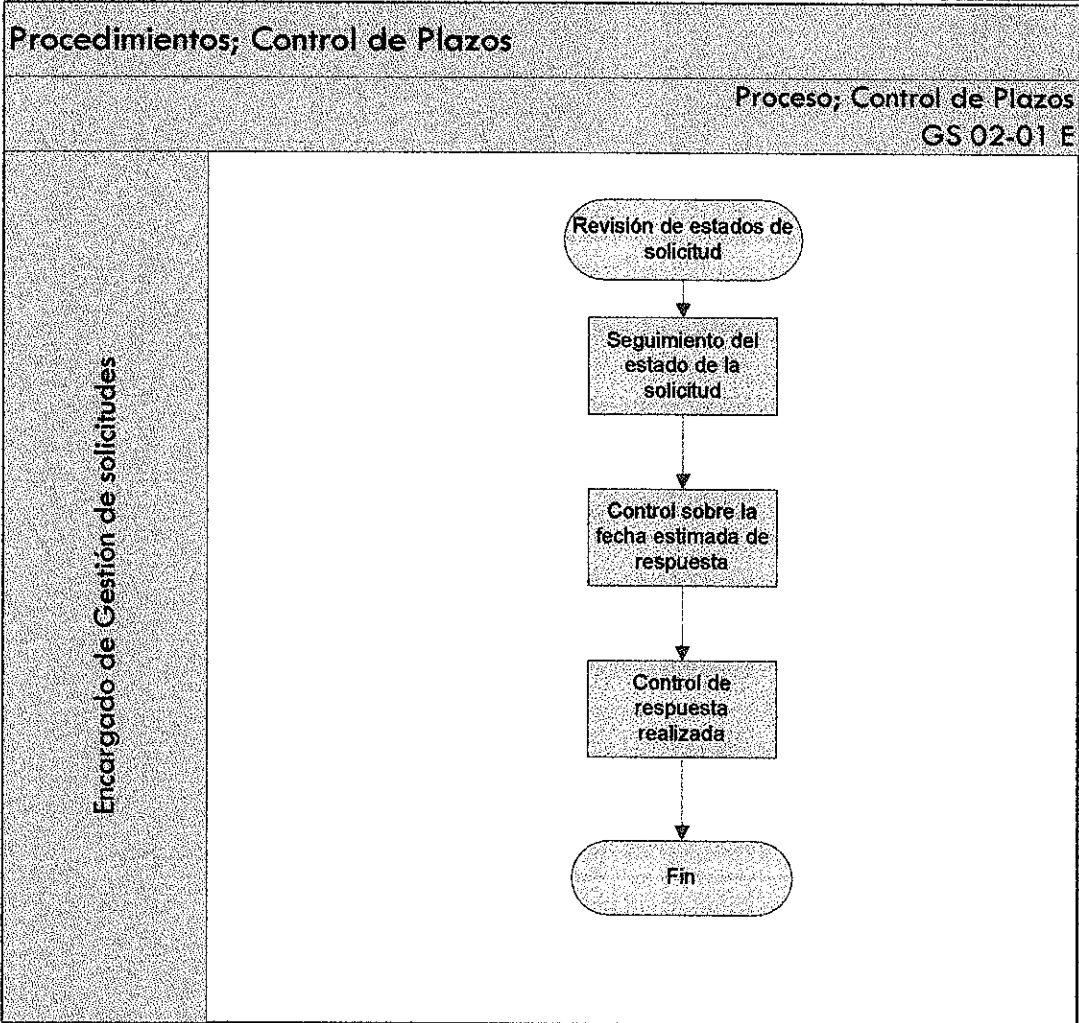 Procedimientos; Control de Plazos
Proceso; Control de Plazos
GS 02-01 E
Encargado de Gestión de solicitudes
Revisión de estados de
solicitud
Seguimiento del
estado de la
solicitud
Control sobre la
fecha estimada de
respuesta
Control de
respuesta
realizada
Fin